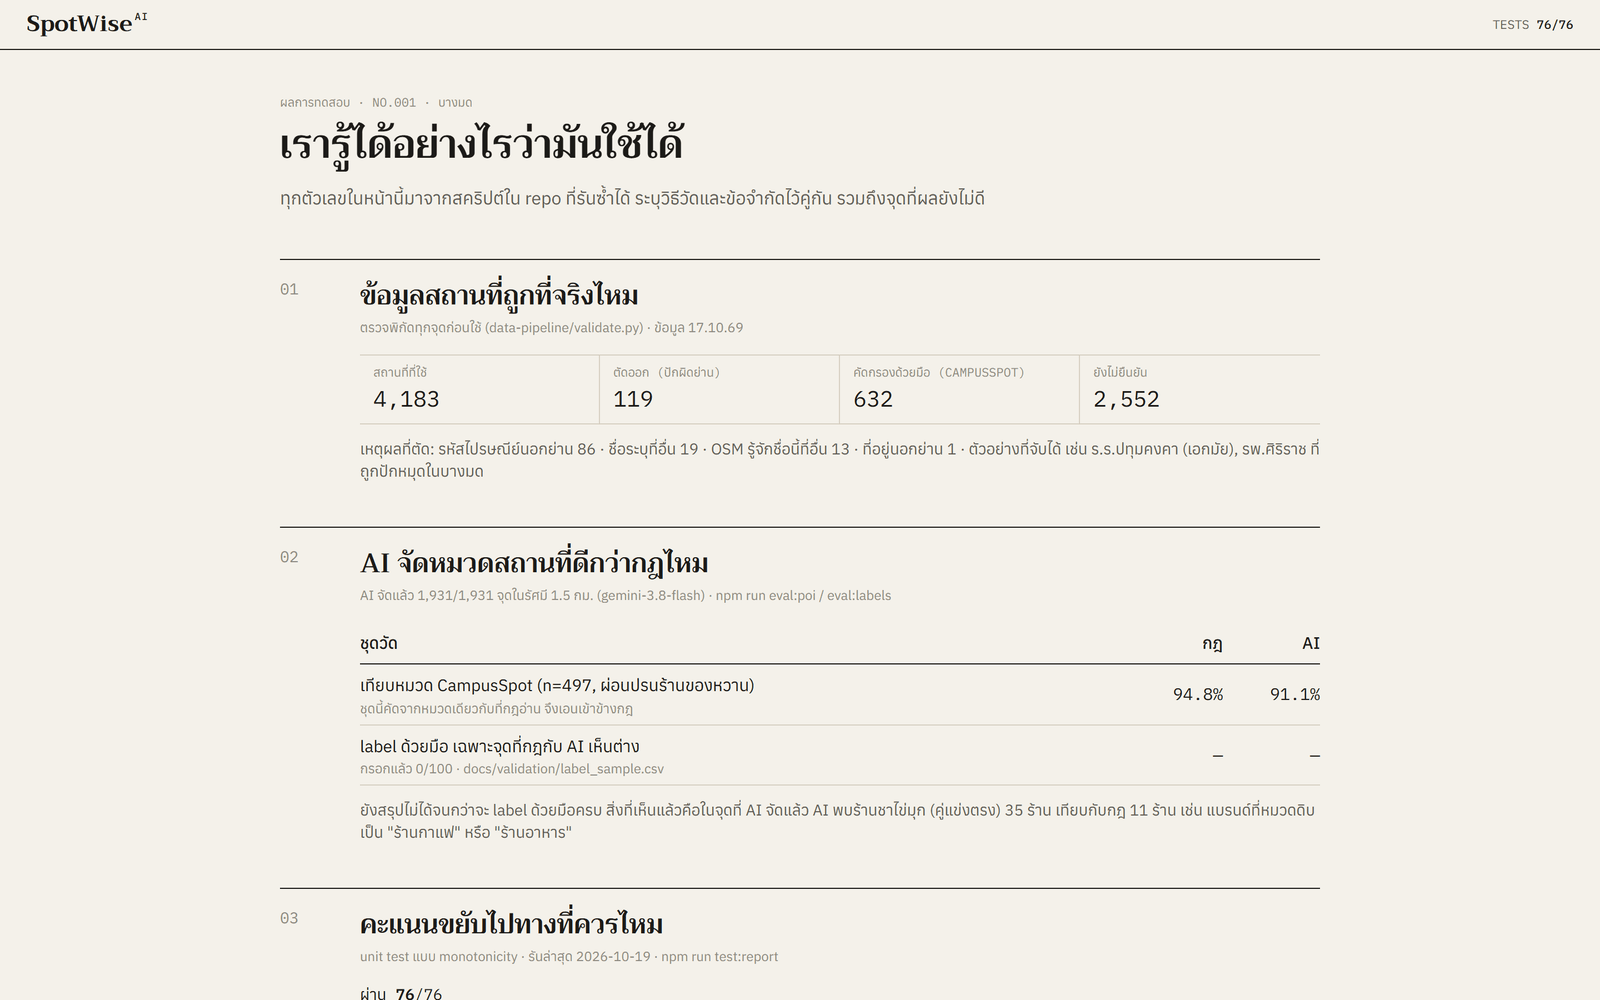 SpotWise AI
TESTS 76/76
ผลการทดสอบ · NO.001 · บางมด
เรารู้ได้อย่างไรว่ามันใช้ได้
ทุกตัวเลขในหน้านี้มาจากสคริปต์ใน repo ที่รันซ้ำได้ ระบุวิธีวัดและข้อจำกัดไว้คู่กัน รวมถึงจุดที่ผลยังไม่ดี
01
ข้อมูลสถานที่ถูกที่จริงไหม
ตรวจพิกัดทุกจุดก่อนใช้ (data-pipeline/validate.py) · ข้อมูล 17.10.69
สถานที่ที่ใช้
4,183
ตัดออก (ปักผิดย่าน)
119
คัดกรองด้วยมือ (CAMPUSSPOT)
632
ยังไม่ยืนยัน
2,552
เหตุผลที่ตัด: รหัสไปรษณีย์นอกย่าน 86 · ชื่อระบุที่อื่น 19 · OSM รู้จักชื่อนี้ที่อื่น 13 · ที่อยู่นอกย่าน 1 · ตัวอย่างที่จับได้ เช่น ร.ร.ปทุมคงคา (เอกมัย), รพ.ศิริราช ที่
ถูกปักหมุดในบางมด
02
AI จัดหมวดสถานที่ดีกว่ากฎไหม
AI จัดแล้ว 1,931/1,931 จุดในรัศมี 1.5 กม. (gemini-3.8-flash) · npm run eval:poi / eval:labels
ชุดวัด กฎ AI
เทียบหมวด CampusSpot (n=497, ผ่อนปรนร้านของหวาน)
ชุดนี้คัดจากหมวดเดียวกับที่กฎอ่าน จึงเอนเข้าข้างกฎ
94.8% 91.1%
label ด้วยมือ เฉพาะจุดที่กฎกับ AI เห็นต่าง
กรอกแล้ว 0/100 · docs/validation/label_sample.csv
— —
ยังสรุปไม่ได้จนกว่าจะ label ด้วยมือครบ สิ่งที่เห็นแล้วคือในจุดที่ AI จัดแล้ว AI พบร้านชาไข่มุก (คู่แข่งตรง) 35 ร้าน เทียบกับกฎ 11 ร้าน เช่น แบรนด์ที่หมวดดิบ
เป็น "ร้านกาแฟ" หรือ "ร้านอาหาร"
03
คะแนนขยับไปทางที่ควรไหม
unit test แบบ monotonicity · รันล่าสุด 2026-10-19 · npm run test:report
ผ่าน 76/76